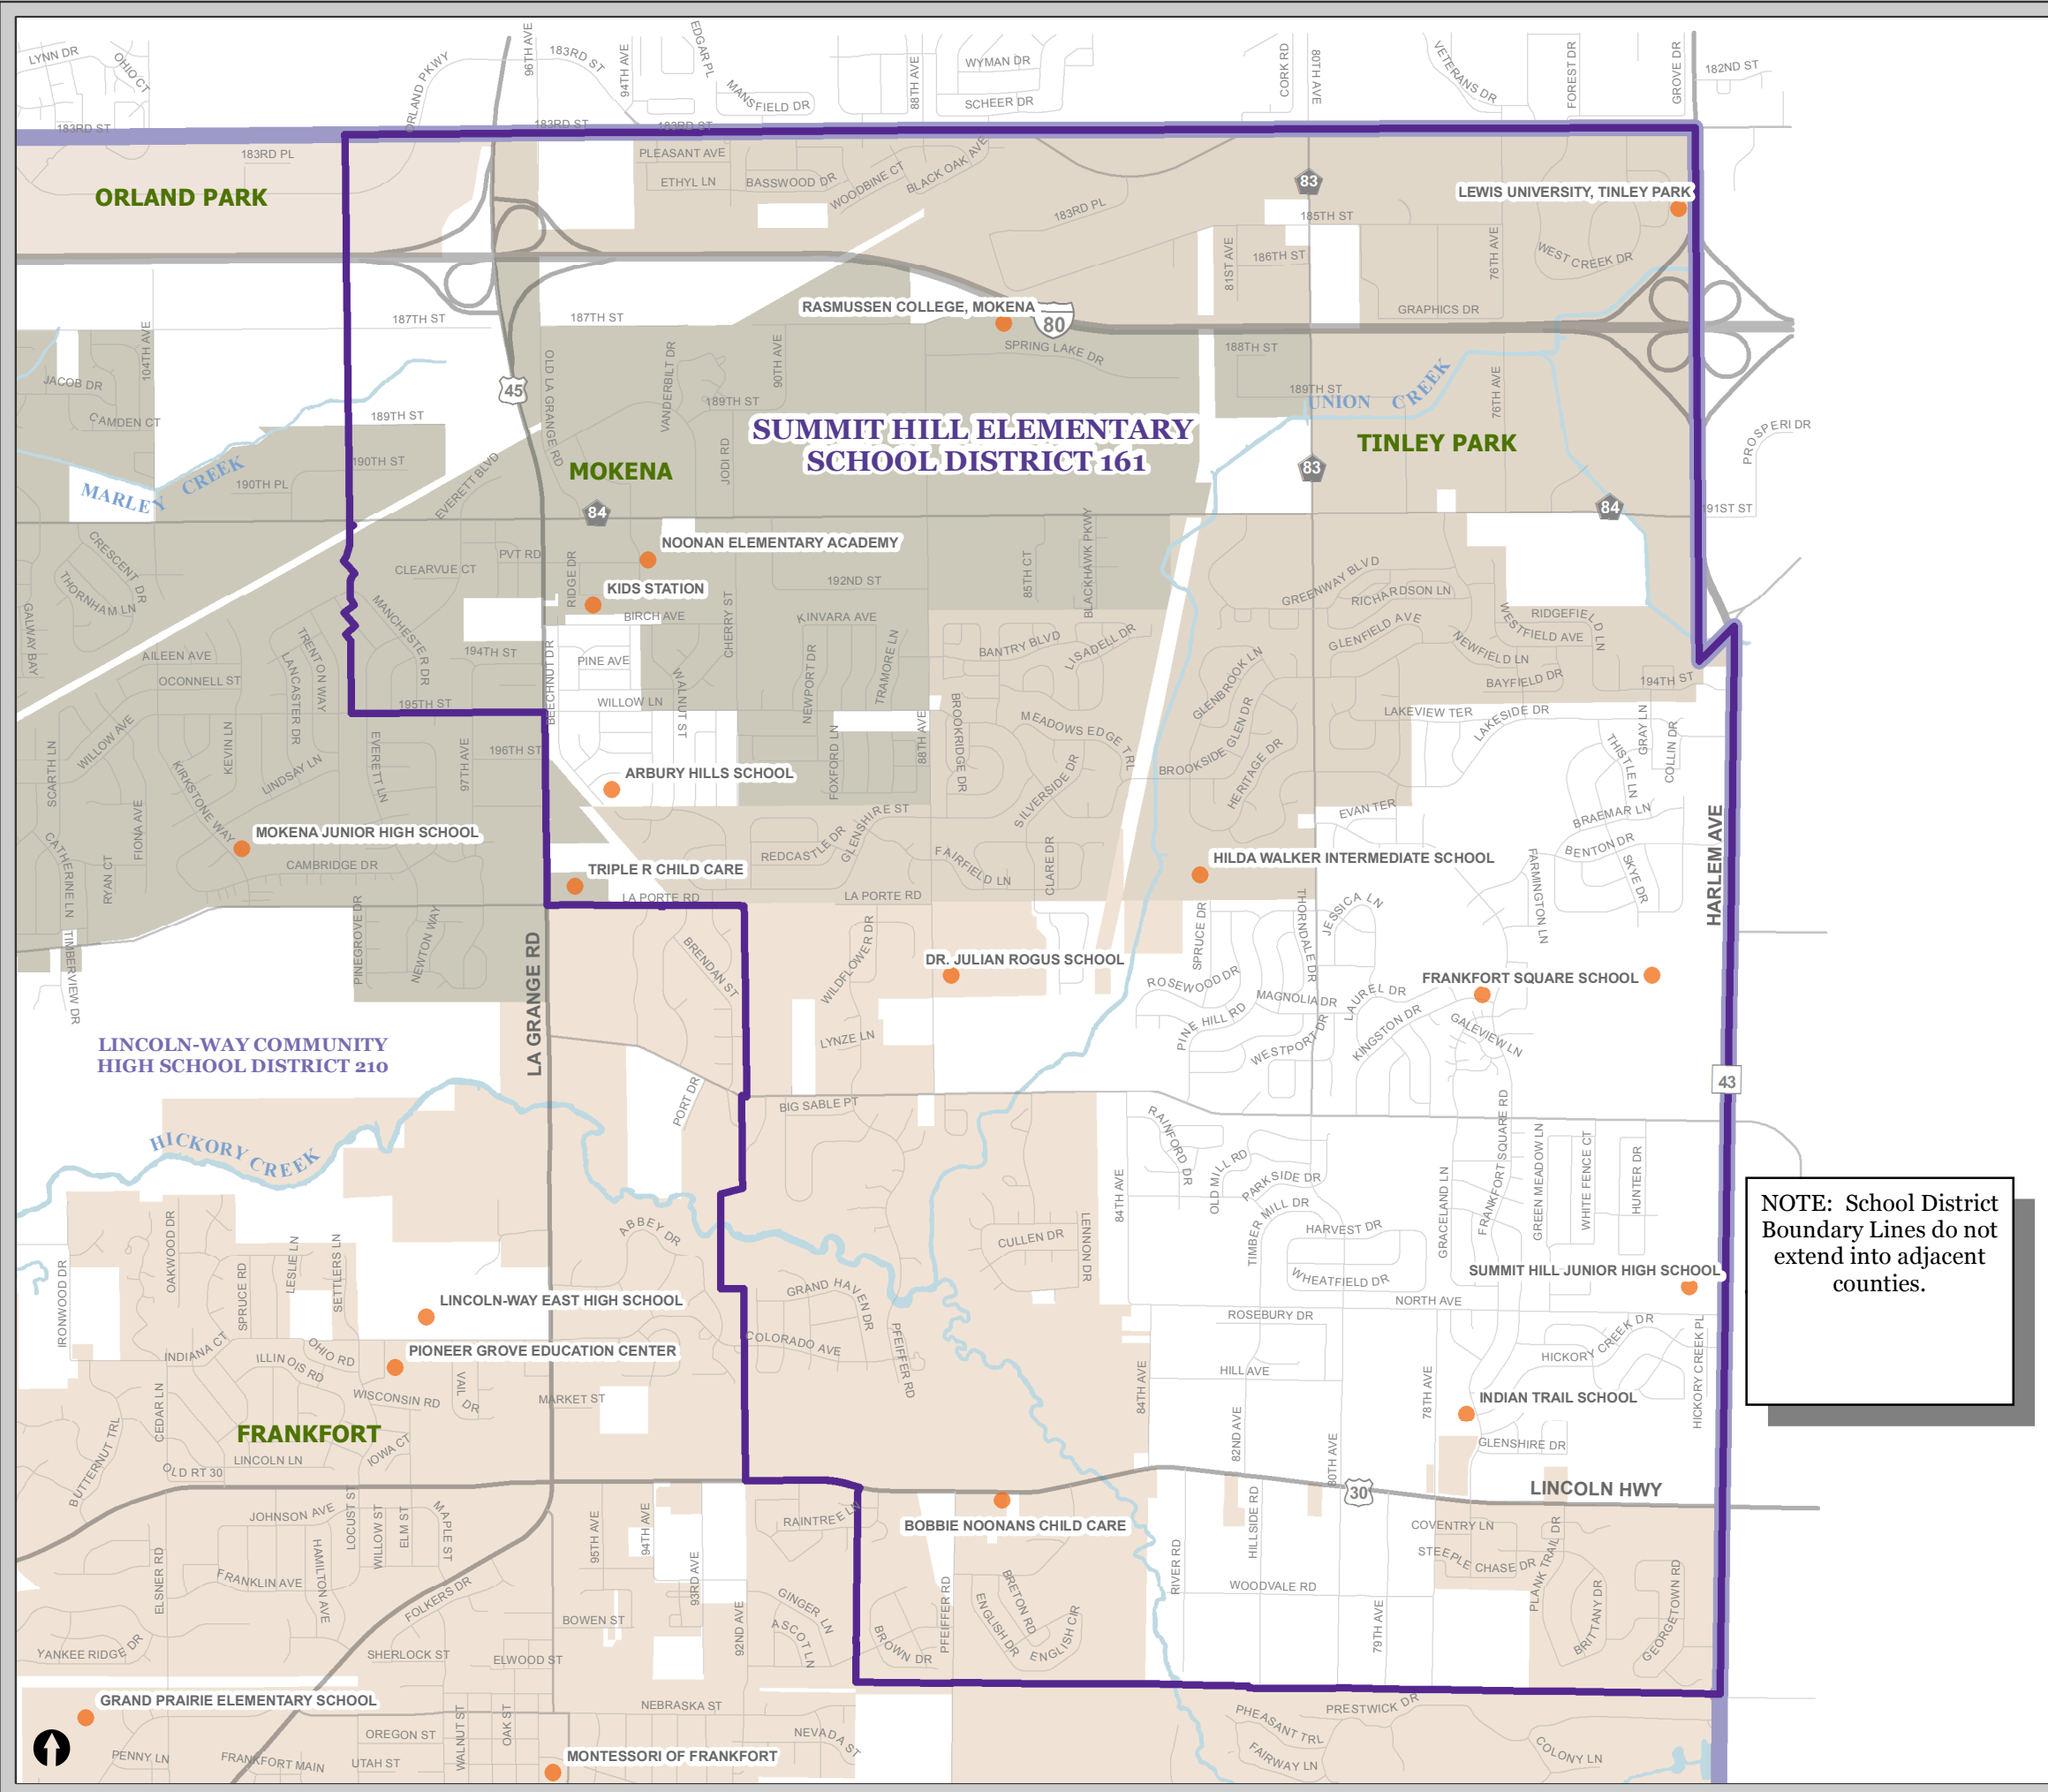 LYNN DR
OHIO CT
ORLAND PKWY
96TH AVE
183RD ST
94TH AVE
EDGAR PL
MANSFIELD DR
88TH AVE
WYMAN DR
SCHEER DR
CORK RD
80TH AVE
VETERANS DR
FOREST DR
GROVE DR
182ND ST
183RD ST
183RD ST
183RD ST
183RD PL
ORLAND PARK
PLEASANT AVE
ETHYL LN
BASSWOOD DR
WOODBINE CT
BLACK OAK AVE
183RD PL
83
185TH ST
LEWIS UNIVERSITY, TINLEY PARK
81ST AVE
186TH ST
76TH AVE
WEST CREEK DR
GRAPHICS DR
RASMUSSEN COLLEGE, MOKENA
80
187TH ST
187TH ST
SPRING LAKE DR
188TH ST
104TH AVE
JACOB DR
CAMDEN CT
45
OLD LA GRANGE RD
VANDERBILT DR
90TH AVE
189TH ST
189TH ST
189TH ST
UNION CREEK
76TH AVE
PROSPERI DR
SUMMIT HILL ELEMENTARY
SCHOOL DISTRICT 161
TINLEY PARK
MOKENA
JODI RD
190TH ST
190TH PL
MARLEY CREEK
EVERETT BLVD
83
84
84
191ST ST
CRESCENT DR
THORNHAM LN
PVT RD
CLEARVUE CT
RIDGE DR
NOONAN ELEMENTARY ACADEMY
KIDS STATION
BIRCH AVE
192ND ST
85TH CT
BLACKHAWK PKWY
GREENWAY BLVD
RICHARDSON LN
GALWAY BAY
TRENTON WAY
LANCASTER DR
MANCHESTER DR
194TH ST
BEECHNUT DR
PINE AVE
CHERRY ST
KINVARA AVE
BANTRY BLVD
LISADELL DR
GLENFIELD AVE
WESTFIELD AVE
RIDGEFIELD LN
NEWFIELD LN
BAYFIELD DR
194TH ST
AILEEN AVE
OCONNELL ST
195TH ST
WILLOW LN
WALNUT ST
NEWPORT DR
TRAMORE LN
GLENBROOK LN
LAKEVIEW TER
LAKESIDE DR
GRAY LN
COLLIN DR
THISTLE LN
WILLOW AVE
SCARTH LN
KEVIN LN
LINDSAY LN
EVERETT LN
97TH AVE
196TH ST
FOXFORD LN
88TH AVE
BROOKRIDGE DR
MEADOWS EDGE TRL
SILVERSIDE DR
BROOKSIDE GLEN DR
HERITAGE DR
ARBURY HILLS SCHOOL
KIRKSTONE WAY
FIONA AVE
EVAN TER
BRAEMAR LN
BENTON DR
SKYE DR
HARLEM AVE
MOKENA JUNIOR HIGH SCHOOL
CATHERINE LN
RYAN CT
CAMBRIDGE DR
REDCASTLE DR
GLENSHIRE ST
FAIRFIELD LN
CLARE DR
HILDA WALKER INTERMEDIATE SCHOOL
FARMINGTON LN
TRIPLE R CHILD CARE
LA PORTE RD
LA PORTE RD
TIMBERVIEW DR
PINEGROVE DR
NEWTON WAY
LA GRANGE RD
BRENDAN ST
WILDFLOWER DR
DR. JULIAN ROGUS SCHOOL
SPRUCE DR
THORNDALE DR
JESSICA LN
FRANKFORT SQUARE SCHOOL
ROSEWOOD DR
MAGNOLIA DR
LAUREL DR
PINE HILL RD
WESTPORT DR
KINGSTON DR
GALEVIEW LN
LYNZE LN
LINCOLN-WAY COMMUNITY
HIGH SCHOOL DISTRICT 210
PORT DR
BIG SABLE PT
43
HICKORY CREEK
RAINFORD DR
84TH AVE
OLD MILL RD
PARKSIDE DR
TIMBER MILL DR
HARVEST DR
WHEATFIELD DR
GRACELAND LN
FRANKFORT SQUARE RD
GREEN MEADOW LN
WHITE FENCE CT
HUNTER DR
NOTE: School District
Boundary Lines do not
extend into adjacent
counties.
IRONWOOD DR
OAKWOOD DR
SPRUCE RD
LESLIE LN
SETTLERS LN
ABBEY DR
CULLEN DR
LENNON DR
SUMMIT HILL JUNIOR HIGH SCHOOL
LINCOLN-WAY EAST HIGH SCHOOL
GRAND HAVEN DR
COLORADO AVE
PFEIFFER RD
NORTH AVE
ROSEBURY DR
HICKORY CREEK DR
HICKORY CREEK PL
INDIANA CT
OHIO RD
ILLINOIS RD
PIONEER GROVE EDUCATION CENTER
WISCONSIN RD
VAIL DR
MARKET ST
84TH AVE
HILL AVE
82ND AVE
80TH AVE
78TH AVE
INDIAN TRAIL SCHOOL
GLENSHIRE DR
CEDAR LN
BUTTERNUT TRL
FRANKFORT
LINCOLN LN
IOWA CT
OLD RT 30
30
LINCOLN HWY
JOHNSON AVE
LOCUST ST
WILLOW ST
ELM ST
MAPLE ST
95TH AVE
94TH AVE
RAINTREE LN
BOBBIE NOONANS CHILD CARE
HILLSIDE RD
COVENTRY LN
STEEPLE CHASE DR
PLANK TRAIL DR
ELSNER RD
FRANKLIN AVE
HAMILTON AVE
FOLKERS DR
93RD AVE
92ND AVE
GINGER LN
ASCOT LN
BOWEN ST
BROWN DR
PFEIFFER RD
ENGLISH DR
BRETON RD
ENGLISH CIR
RIVER RD
WOODVALE RD
79TH AVE
BRITTANY DR
GEORGETOWN RD
YANKEE RIDGE DR
SHERLOCK ST
ELWOOD ST
GRAND PRAIRIE ELEMENTARY SCHOOL
NEBRASKA ST
WALNUT ST
OAK ST
OREGON ST
UTAH ST
NEVADA ST
PRESTWICK DR
PHEASANT TRL
FAIRWAY LN
COLONY LN
PENNY LN
FRANKFORT MAIN
MONTESSORI OF FRANKFORT